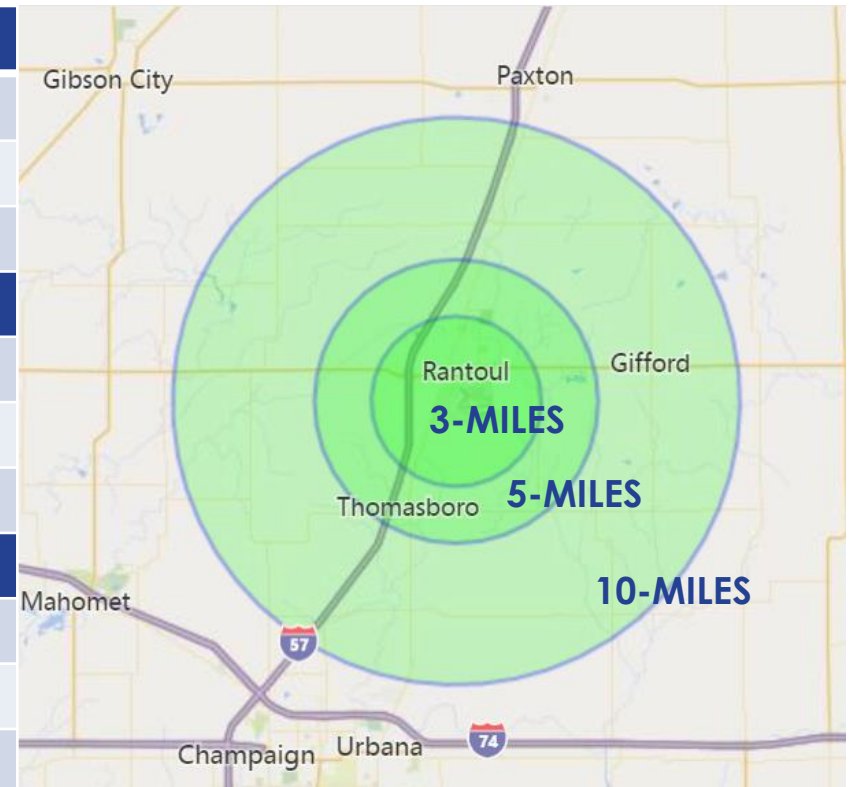 Gibson City
Paxton
Rantoul
Gifford
3-MILES
5-MILES
Thomasboro
10-MILES
Mahomet
57
Champaign
Urbana
74